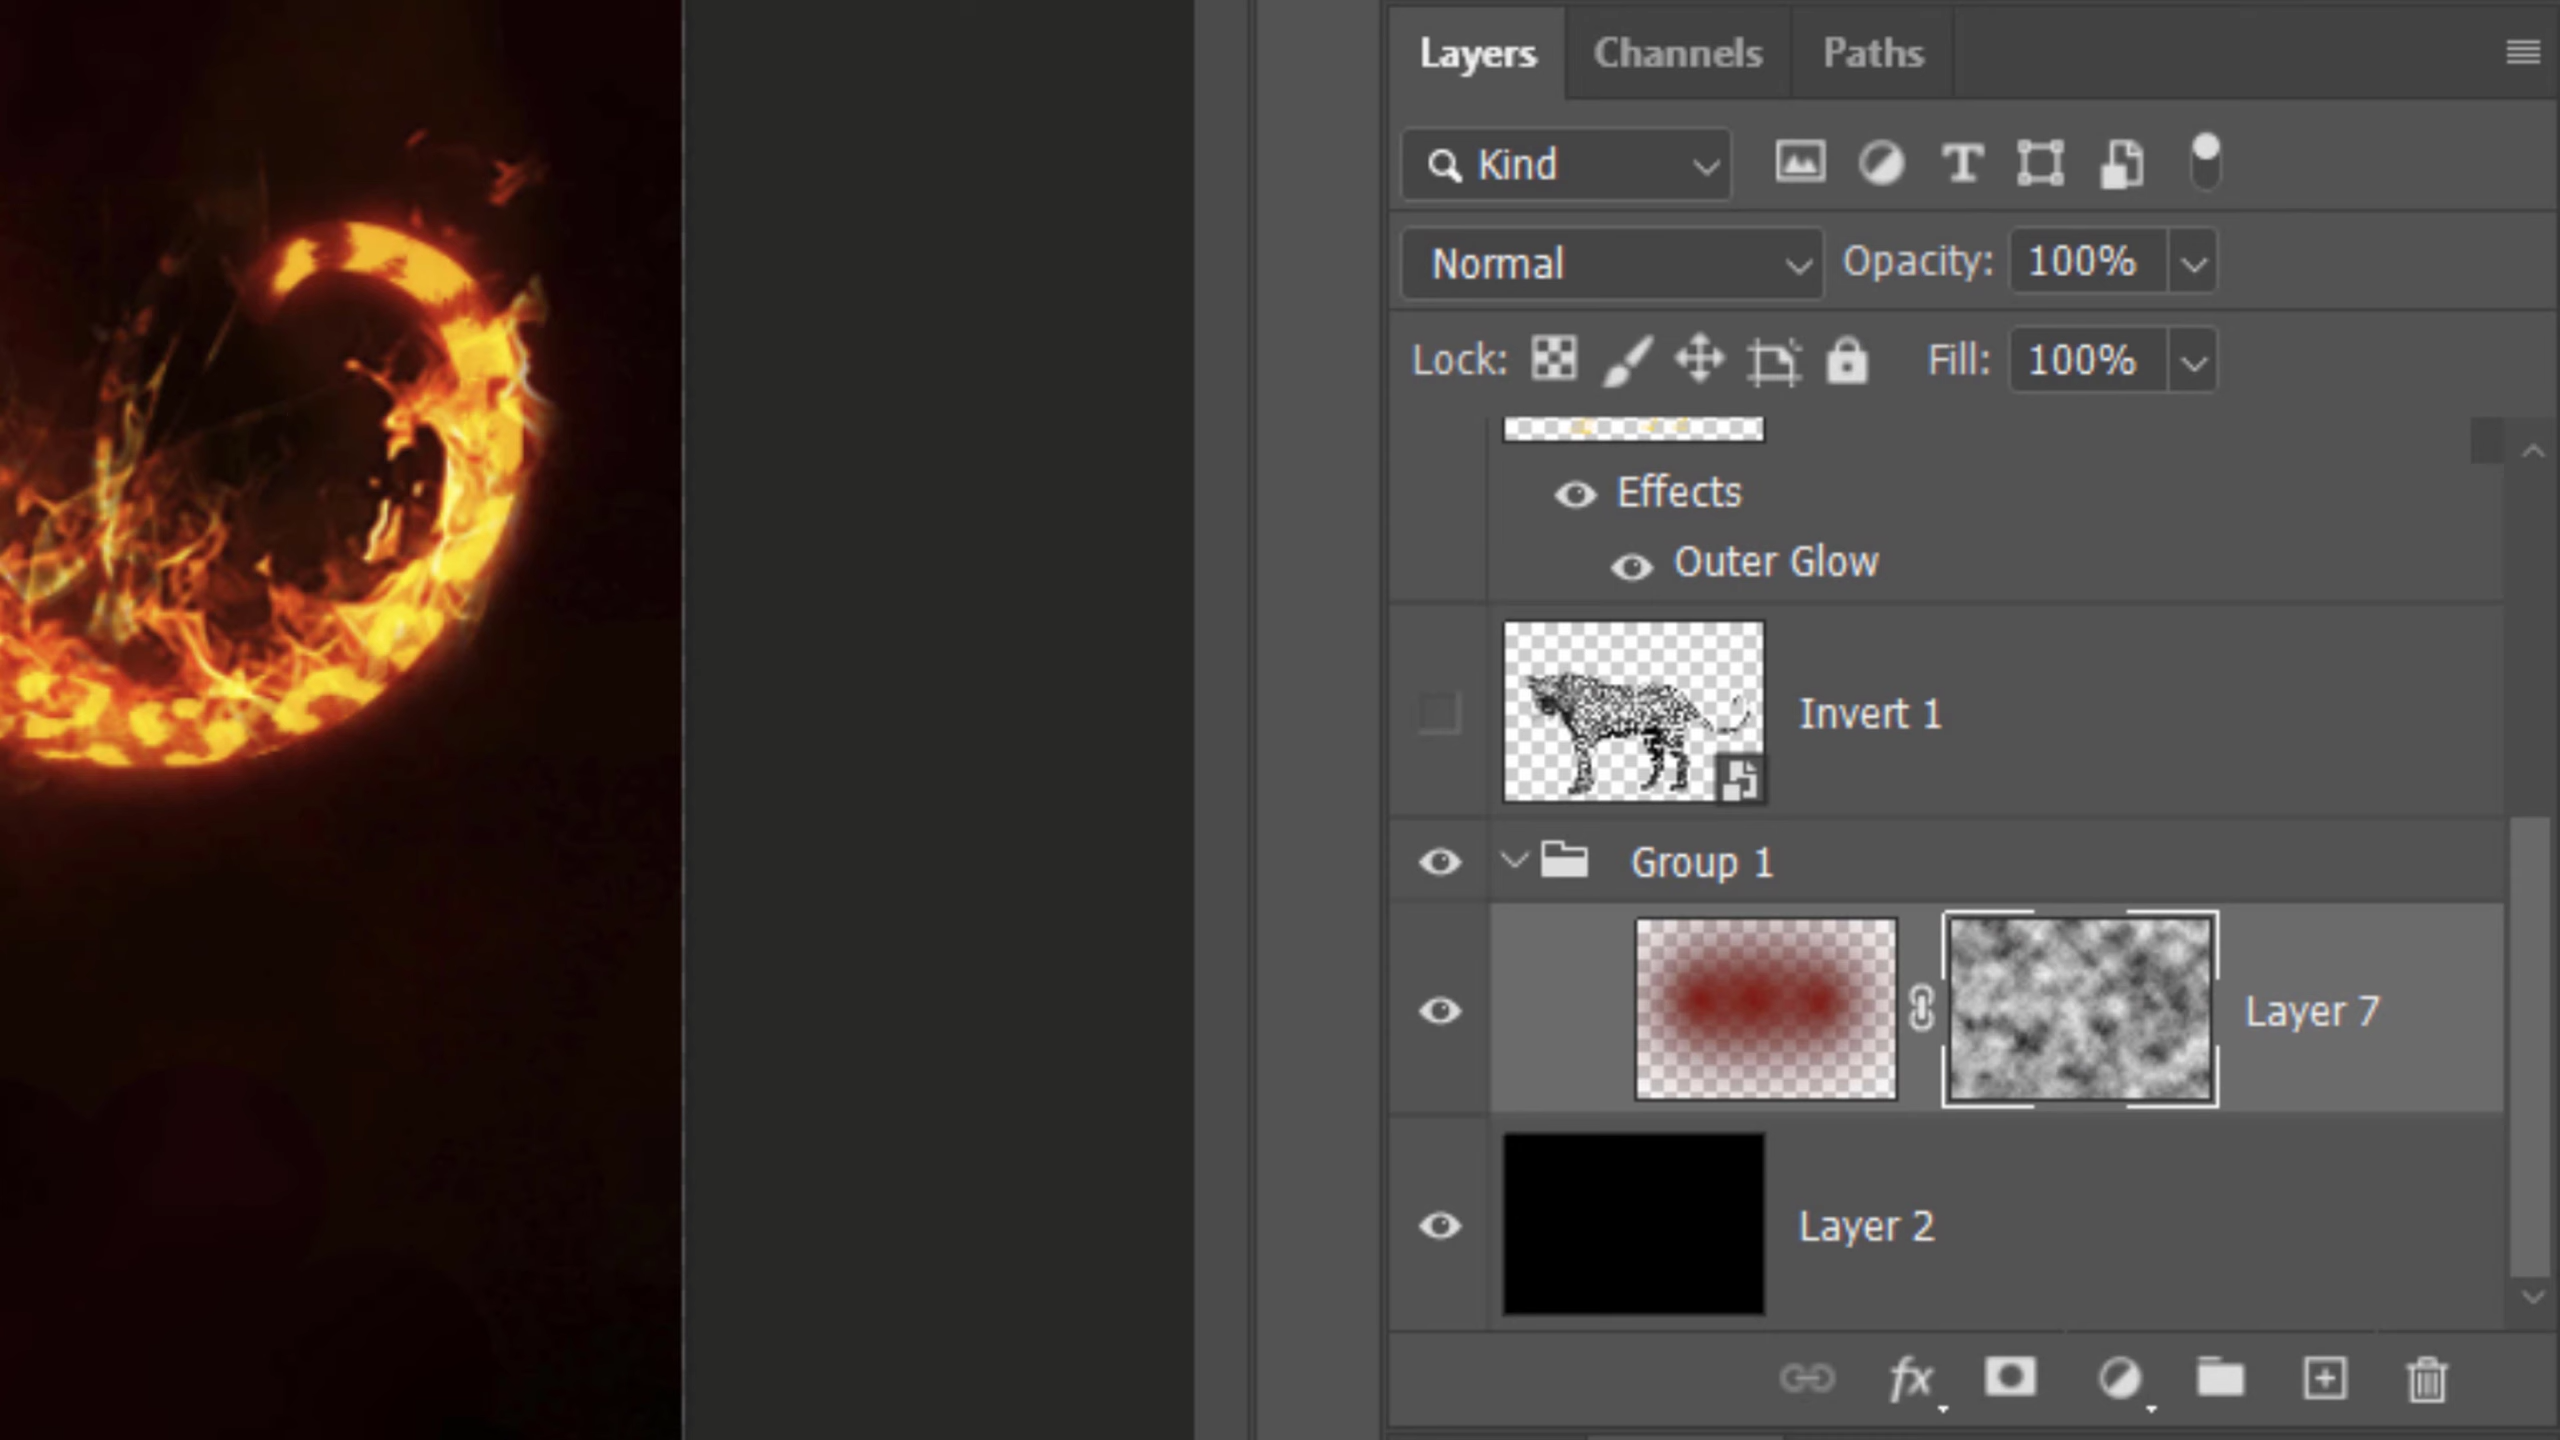 Layers Channels Paths
Kind T
Normal Opacity: 100%
Lock: Fill: 100%
Effects
Outer Glow
Invert 1
Group 1
Layer 7
Layer 2
fx